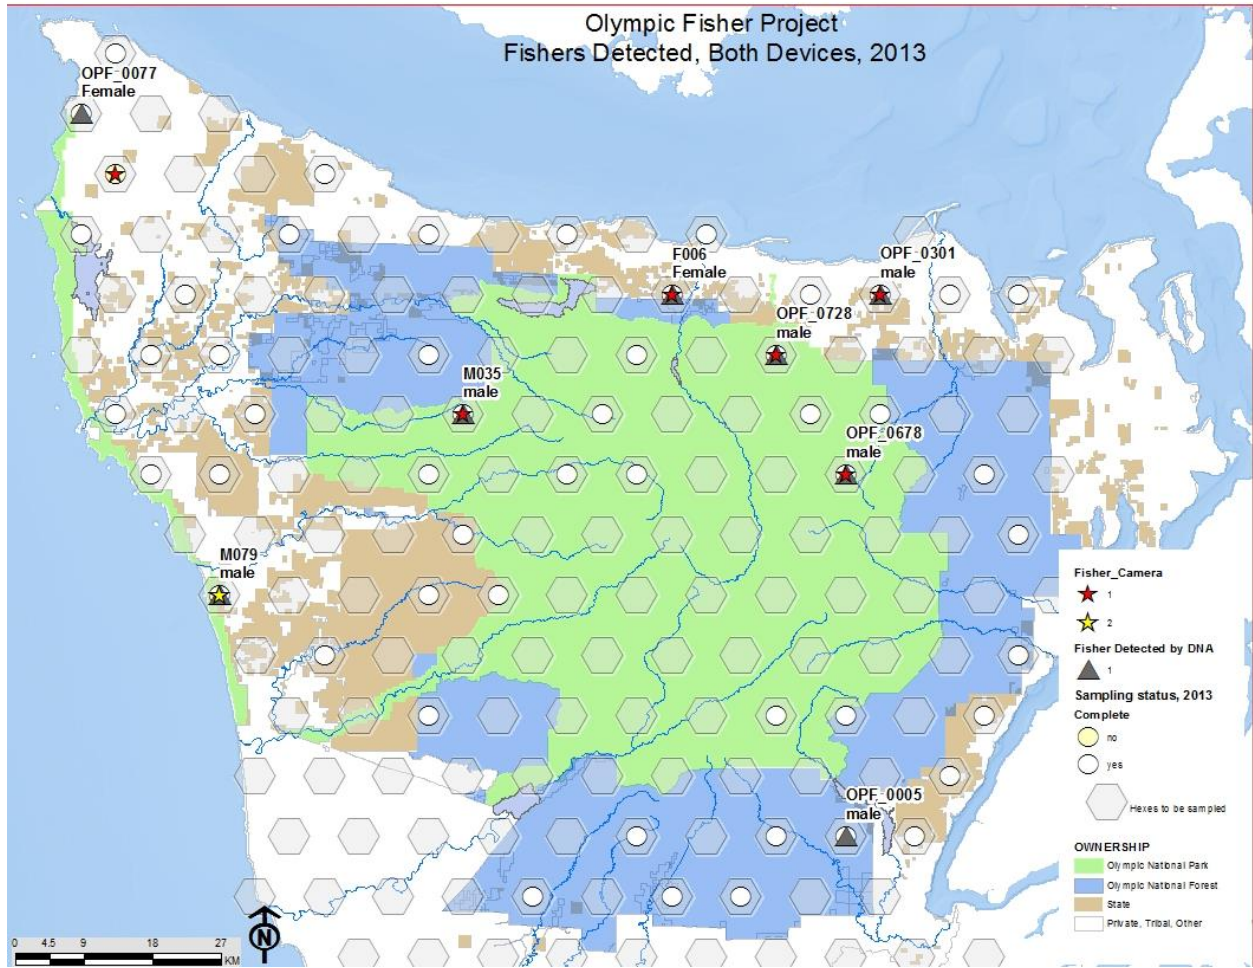 Olympic Fisher Project
Fishers Detected, Both Devices, 2013
OPF_0077
Female
F006
Female
OPF_0301
male
OPF_0728
male
M035
male
OPF_0678
male
M079
male
OPF_0005
male
Fisher_Camera
1
2
Fisher Detected by DNA
1
Sampling status, 2013
Complete
no
yes
Hexes to be sampled
OWNERSHIP
Olympic National Park
Olympic National Forest
State
Private, Tribal, Other
0 4.5 9 18 27
KM
N